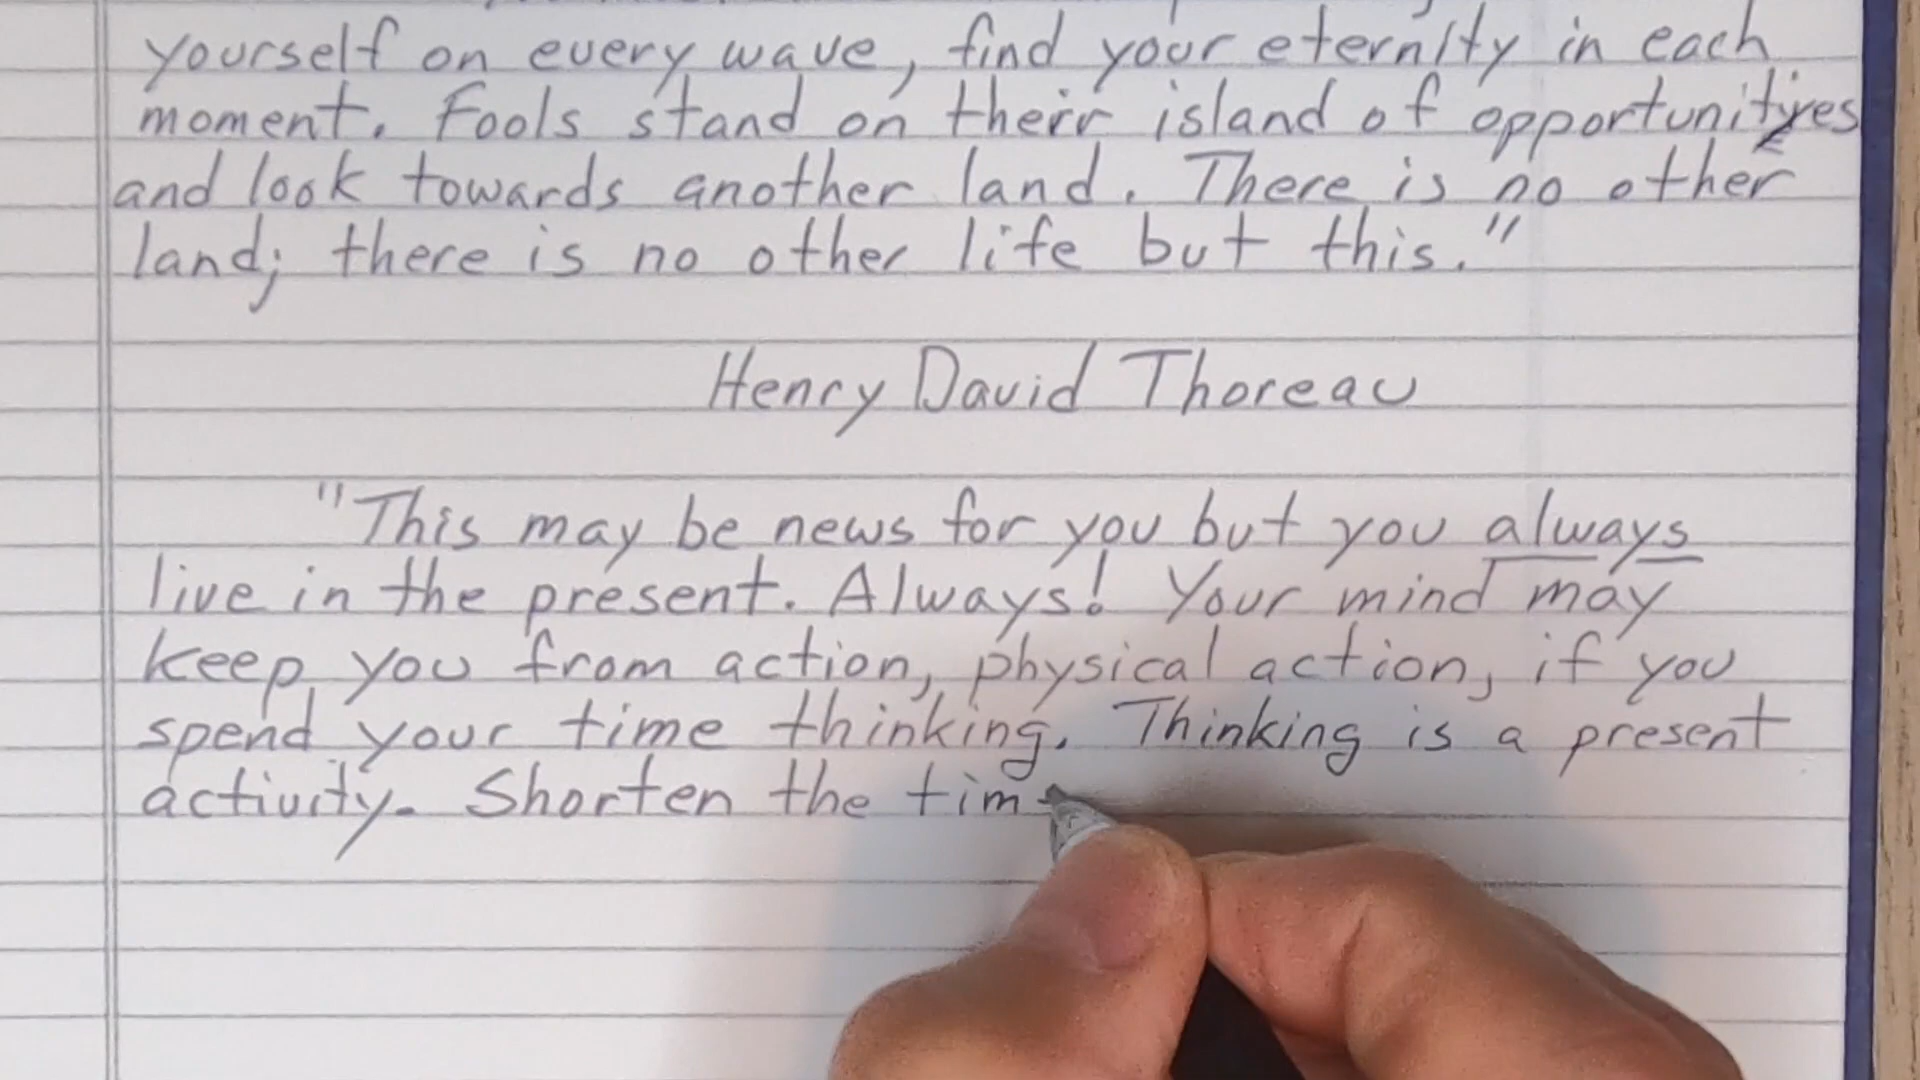 yourself on every wave, find your eternity in each
moment. Fools stand on their island of opportunities
and look towards another land. There is no other
land; there is no other life but this."
Henry David Thoreau
"This may be news for you but you always
live in the present. Always! Your mind may
keep you from action, physical action, if you
spend your time thinking. Thinking is a present
activity. Shorten the tim